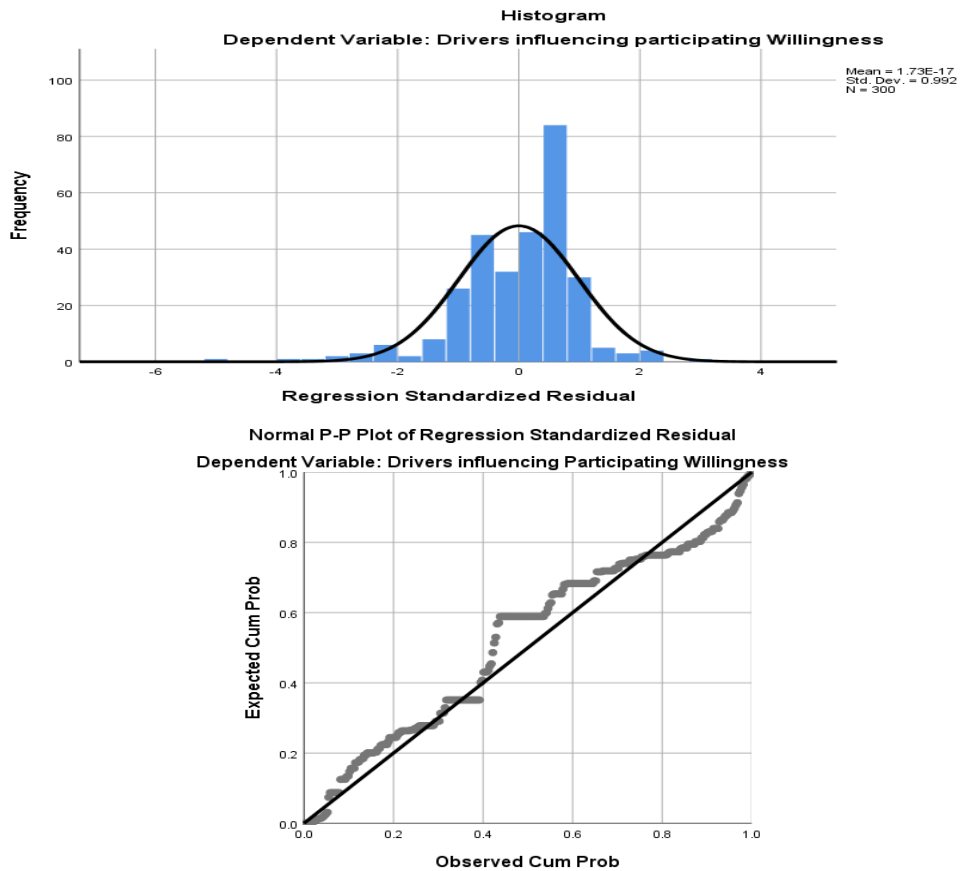 Histogram
Dependent Variable: Drivers influencing participating Willingness
Mean = 1.73E-17
Std. Dev. = 0.992
N = 300
100
80
60
40
20
0
Frequency
-6
-4
-2
0
2
4
Regression Standardized Residual
Normal P-P Plot of Regression Standardized Residual
Dependent Variable: Drivers influencing Participating Willingness
1.0
0.8
0.6
0.4
0.2
0.0
Expected Cum Prob
0.0
0.2
0.4
0.6
0.8
1.0
Observed Cum Prob